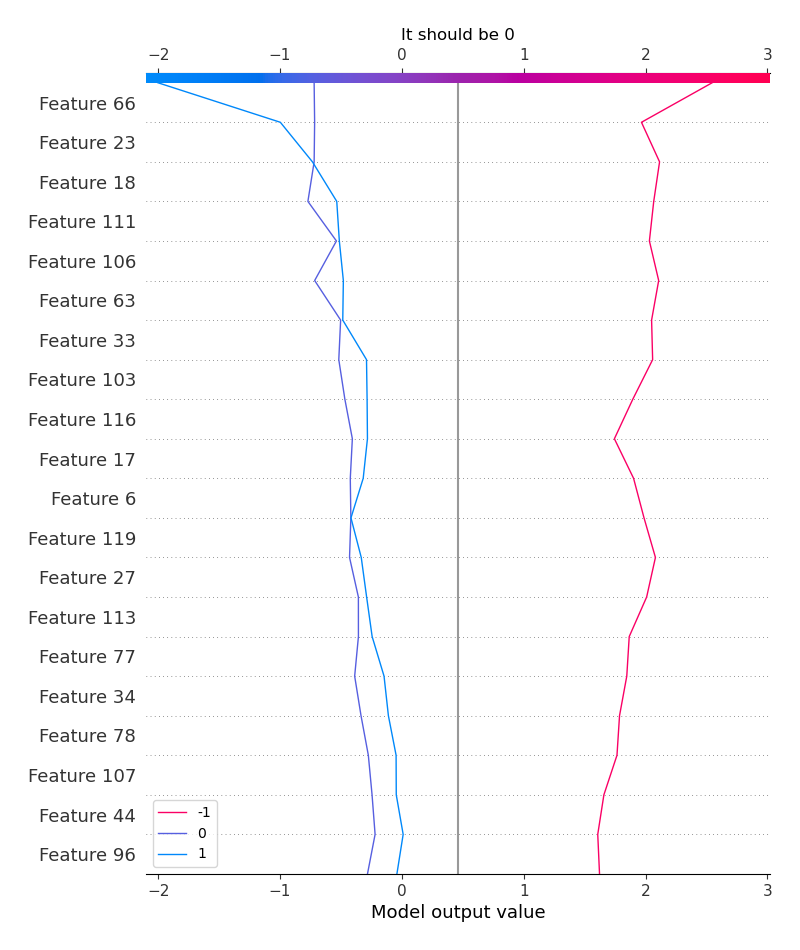 It should be 0
−2 −1 0 1 2 3
Feature 66
Feature 23
Feature 18
Feature 111
Feature 106
Feature 63
Feature 33
Feature 103
Feature 116
Feature 17
Feature 6
Feature 119
Feature 27
Feature 113
Feature 77
Feature 34
Feature 78
Feature 107
Feature 44
Feature 96
-1
0
1
−2 −1 0 1 2 3
Model output value